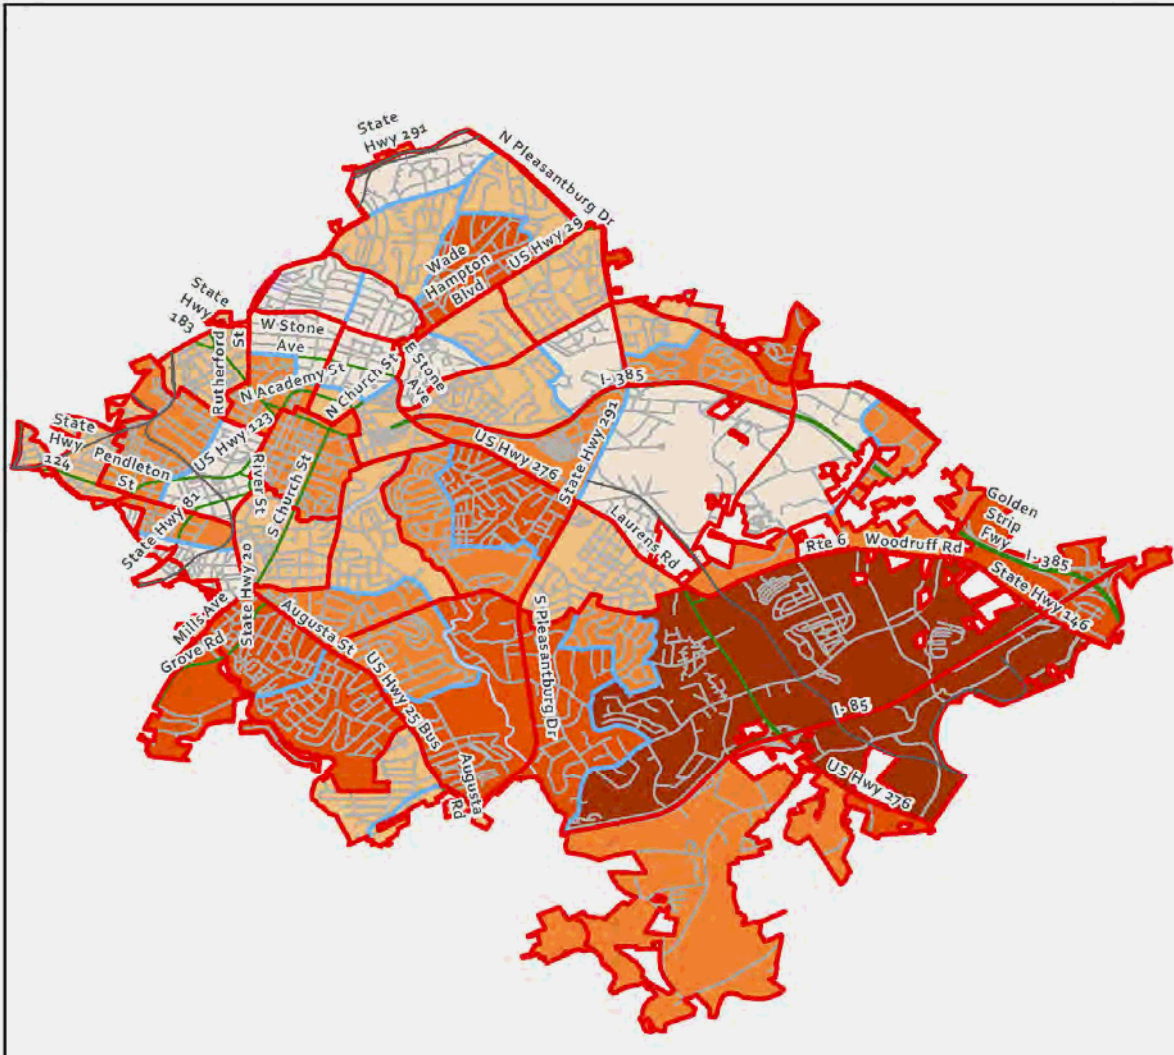 State
Hwy 291
N Pleasantburg Dr
Wade
Hampton
Blvd
US Hwy 29
State
Hwy
183
Rutherford
St
W Stone
Ave
E Stone
Ave
N Academy St
N Church St
I-385
State
Hwy
124
Pendleton
St
US Hwy 123
River St
S Church St
US Hwy 276
State Hwy 291
State Hwy 81
State Hwy 20
Laurens Rd
Rte 6
Woodruff Rd
Golden
Strip
Fwy
I-385
State Hwy 146
Mills Ave
Grove Rd
Augusta St
US Hwy 25 Bus
S Pleasantburg Dr
Augusta
Rd
I-85
US Hwy 276